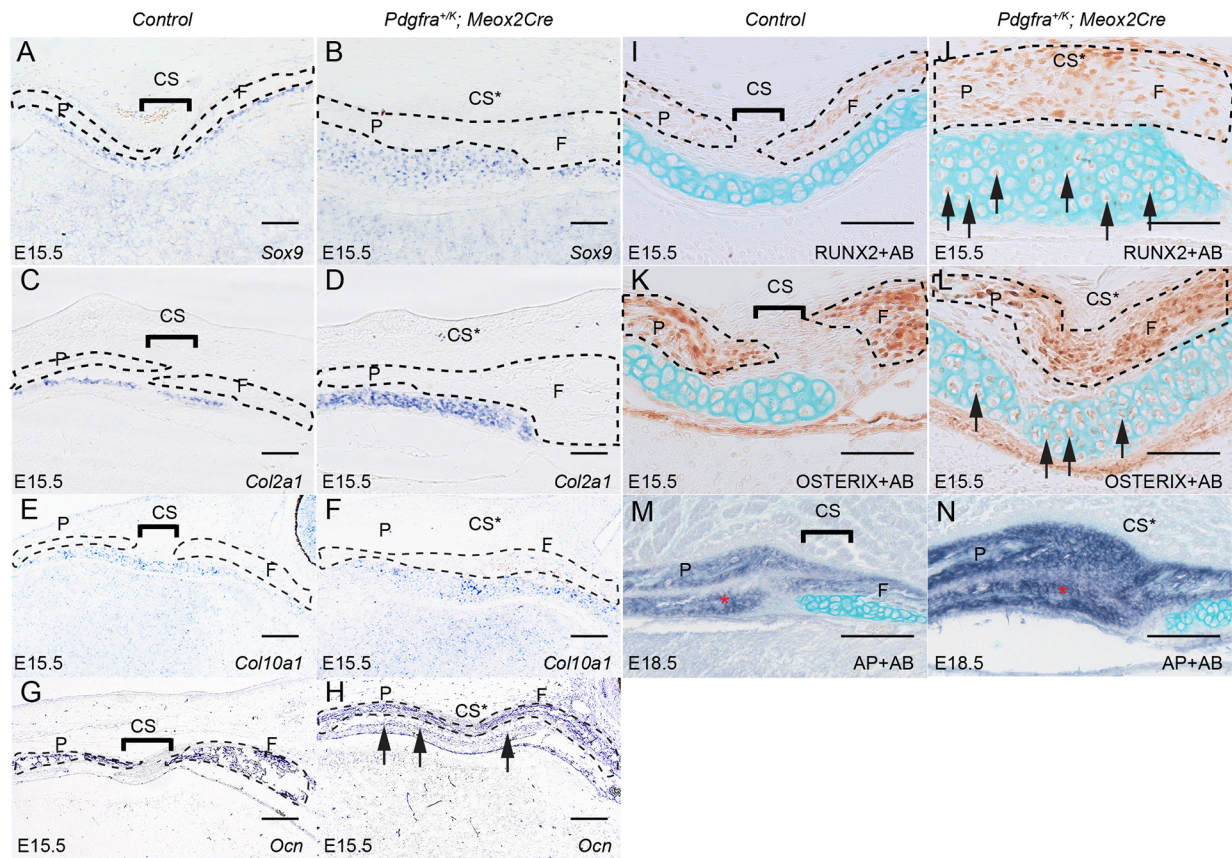 Control
Pdgfra+/K; Meox2Cre
Control
Pdgfra+/K; Meox2Cre
A
CS
P
F
E15.5
Sox9
B
CS*
P
F
E15.5
Sox9
C
CS
P
F
E15.5
Col2a1
D
CS*
P
F
E15.5
Col2a1
E
P
CS
F
E15.5
Col10a1
F
P
CS*
F
E15.5
Col10a1
G
CS
P
F
E15.5
Ocn
H
P
CS*
F
E15.5
Ocn
I
CS
P
F
E15.5
RUNX2+AB
J
CS*
P
F
E15.5
RUNX2+AB
K
CS
P
F
E15.5
OSTERIX+AB
L
P
CS*
F
E15.5
OSTERIX+AB
M
CS
P
*
F
E18.5
AP+AB
N
CS*
P
*
F
E18.5
AP+AB